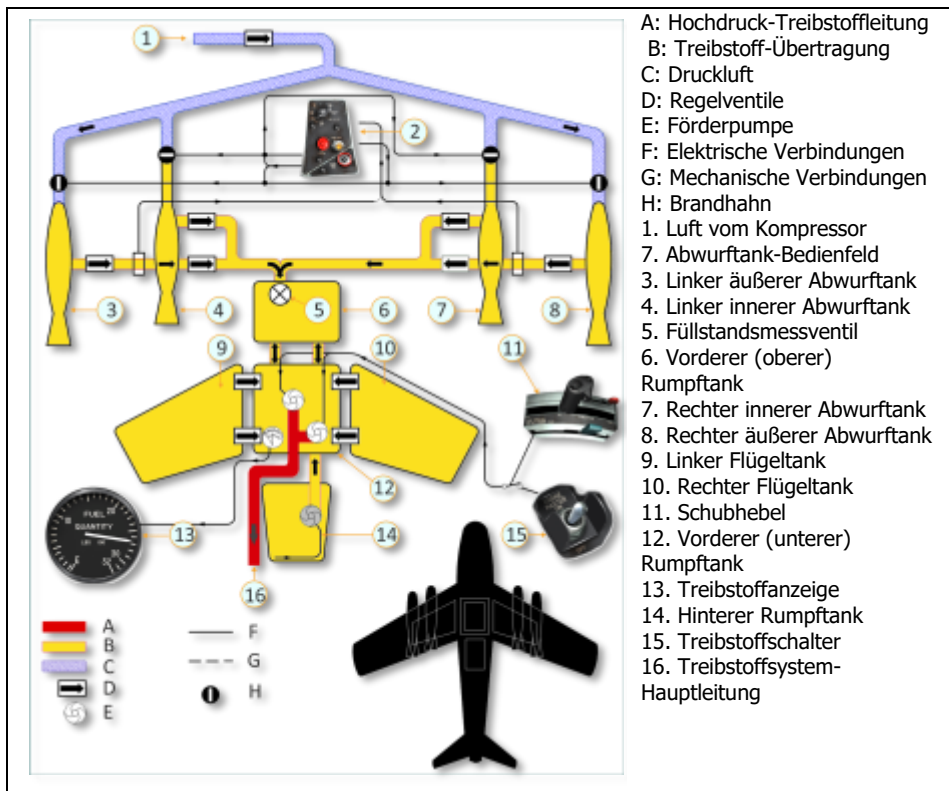 A: Hochdruck-Treibstoffleitung
B: Treibstoff-Übertragung
C: Druckluft
D: Regelventile
E: Förderpumpe
F: Elektrische Verbindungen
G: Mechanische Verbindungen
H: Brandhahn
1. Luft vom Kompressor
7. Abwurftank-Bedienfeld
3. Linker äußerer Abwurftank
4. Linker innerer Abwurftank
5. Füllstandsmessventil
6. Vorderer (oberer)
Rumpftank
7. Rechter innerer Abwurftank
8. Rechter äußerer Abwurftank
9. Linker Flügeltank
10. Rechter Flügeltank
11. Schubhebel
12. Vorderer (unterer)
Rumpftank
13. Treibstoffanzeige
14. Hinterer Rumpftank
15. Treibstoffschalter
16. Treibstoffsystem-
Hauptleitung
1
2
3
4
5
6
7
8
9
10
11
12
FUEL
QUANTITY
13
14
15
16
A
B
C
D
E
F
G
H